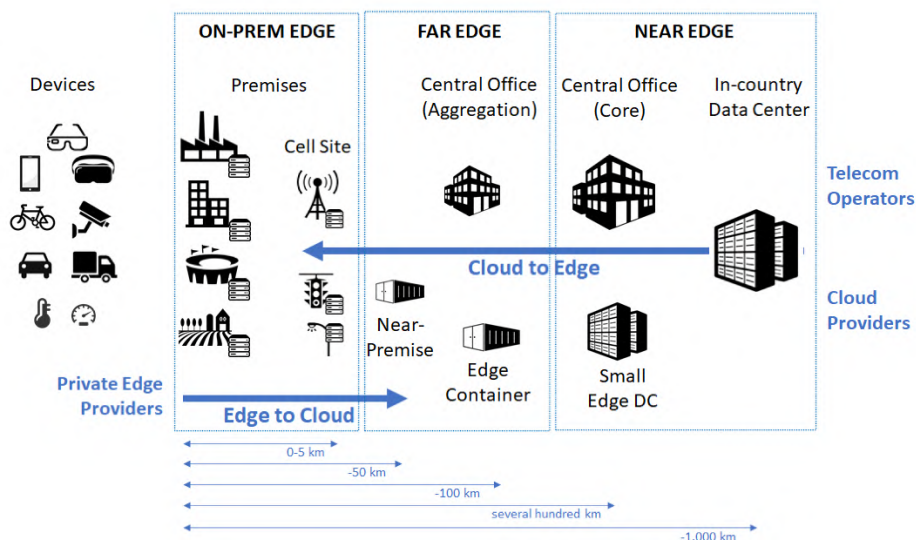 ON-PREM EDGE
FAR EDGE
NEAR EDGE
Devices
Premises
Cell Site
Central Office
(Aggregation)
Central Office
(Core)
In-country
Data Center
Telecom
Operators
Cloud to Edge
Cloud
Providers
Near-
Premise
Edge
Container
Small
Edge DC
Private Edge
Providers
Edge to Cloud
0-5 km
-50 km
-100 km
several hundred km
-1,000 km